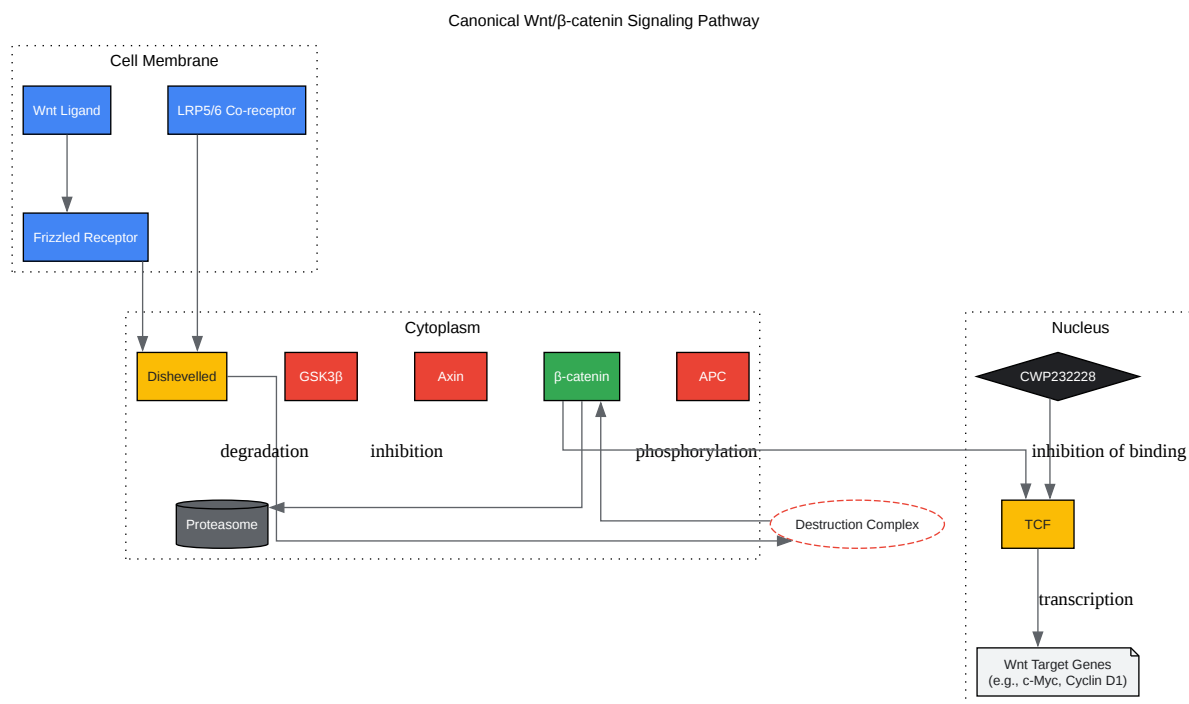 Canonical Wnt/β-catenin Signaling Pathway
Cell Membrane
Wnt Ligand
LRP5/6 Co-receptor
Frizzled Receptor
Cytoplasm
Nucleus
Dishevelled
GSK3β
Axin
β-catenin
APC
CWP232228
degradation
inhibition
phosphorylation
inhibition of binding
Proteasome
Destruction Complex
TCF
transcription
Wnt Target Genes
(e.g., c-Myc, Cyclin D1)